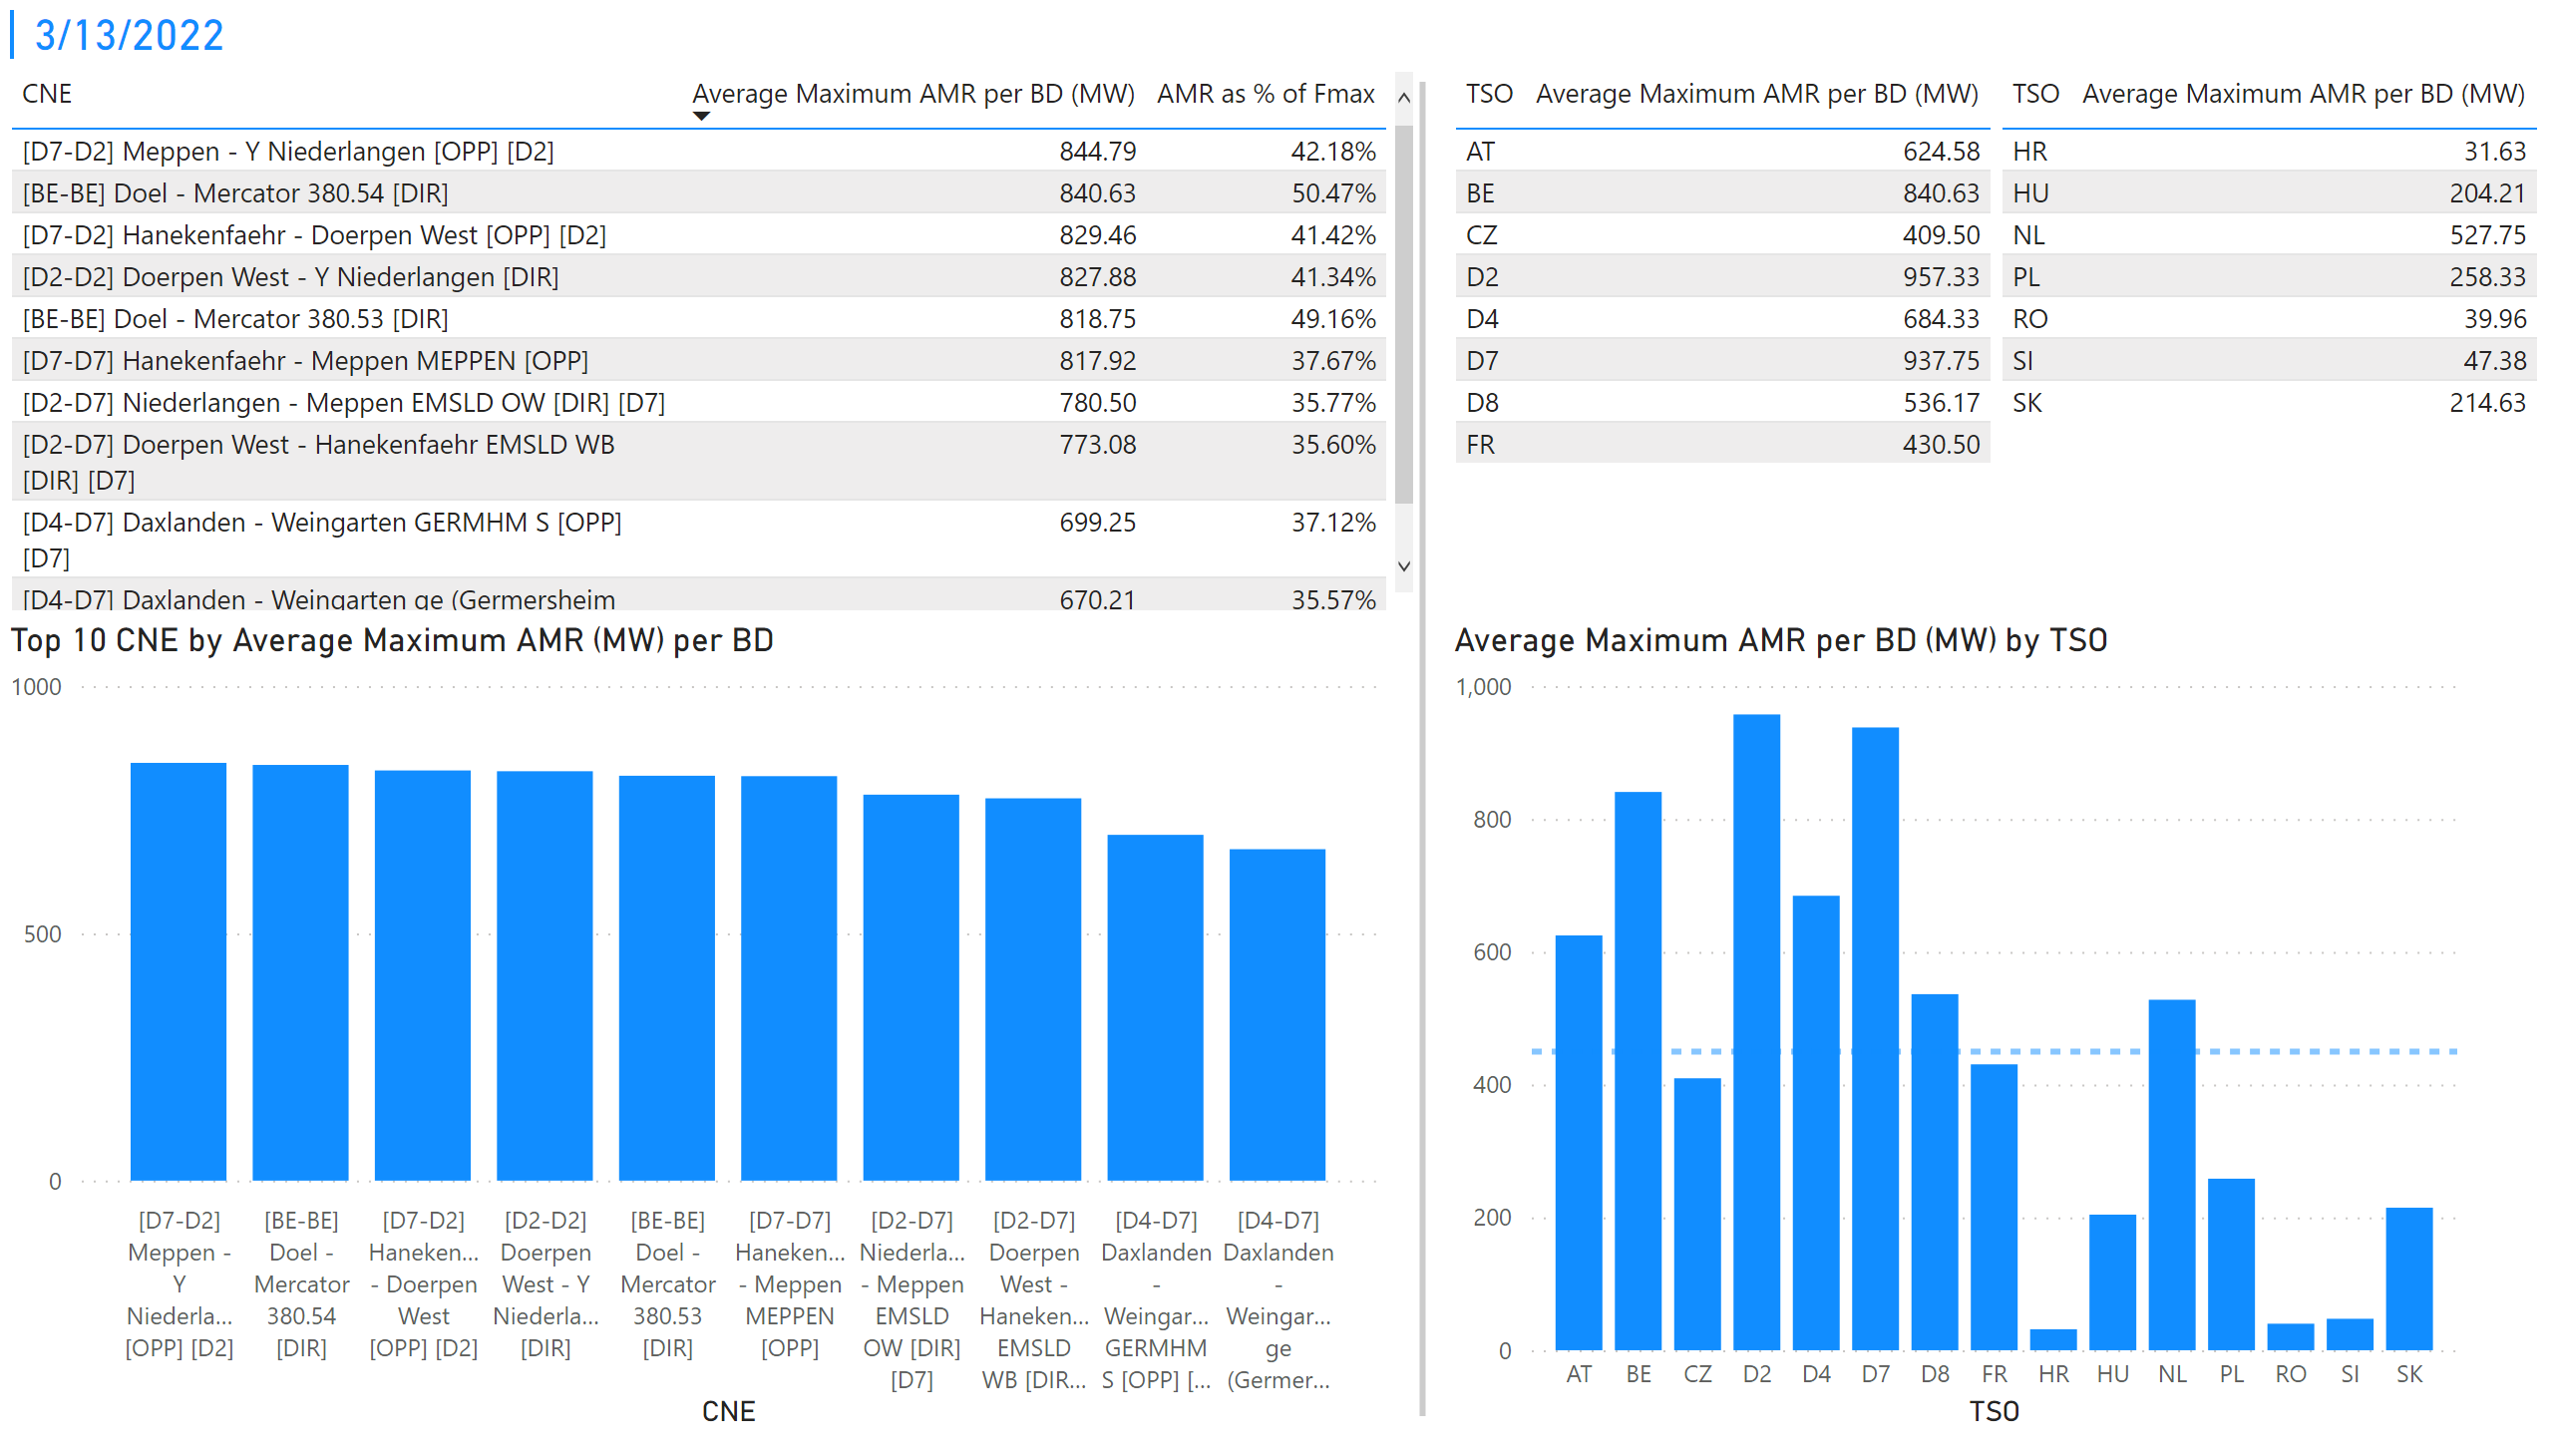 3/13/2022
CNE Average Maximum AMR per BD (MW) AMR as % of Fmax
[D7-D2] Meppen - Y Niederlangen [OPP] [D2] 844.79 42.18%
[BE-BE] Doel - Mercator 380.54 [DIR] 840.63 50.47%
[D7-D2] Hanekenfaehr - Doerpen West [OPP] [D2] 829.46 41.42%
[D2-D2] Doerpen West - Y Niederlangen [DIR] 827.88 41.34%
[BE-BE] Doel - Mercator 380.53 [DIR] 818.75 49.16%
[D7-D7] Hanekenfaehr - Meppen MEPPEN [OPP] 817.92 37.67%
[D2-D7] Niederlangen - Meppen EMSLD OW [DIR] [D7] 780.50 35.77%
[D2-D7] Doerpen West - Hanekenfaehr EMSLD WB 773.08 35.60%
[DIR] [D7]
[D4-D7] Daxlanden - Weingarten GERMHM S [OPP] 699.25 37.12%
[D7]
[D4-D7] Daxlanden - Weingarten ge (Germersheim 670.21 35.57%
TSO Average Maximum AMR per BD (MW)
AT 624.58
BE 840.63
CZ 409.50
D2 957.33
D4 684.33
D7 937.75
D8 536.17
FR 430.50
TSO Average Maximum AMR per BD (MW)
HR 31.63
HU 204.21
NL 527.75
PL 258.33
RO 39.96
SI 47.38
SK 214.63
Top 10 CNE by Average Maximum AMR (MW) per BD
1000
500
0
[D7-D2]
Meppen -
Y
Niederla...
[OPP] [D2]
[BE-BE]
Doel -
Mercator
380.54
[DIR]
[D7-D2]
Haneken...
- Doerpen
West
[OPP] [D2]
[D2-D2]
Doerpen
West - Y
Niederla...
[DIR]
[BE-BE]
Doel -
Mercator
380.53
[DIR]
[D7-D7]
Haneken...
- Meppen
MEPPEN
[OPP]
[D2-D7]
Niederla...
- Meppen
EMSLD
OW [DIR]
[D7]
[D2-D7]
Doerpen
West -
Haneken...
EMSLD
WB [DIR...
[D4-D7]
Daxlanden
-
Weingar...
GERMHM
S [OPP] [...
[D4-D7]
Daxlanden
-
Weingar...
ge
(Germer...
CNE
Average Maximum AMR per BD (MW) by TSO
1,000
800
600
400
200
0
AT BE CZ D2 D4 D7 D8 FR HR HU NL PL RO SI SK
TSO